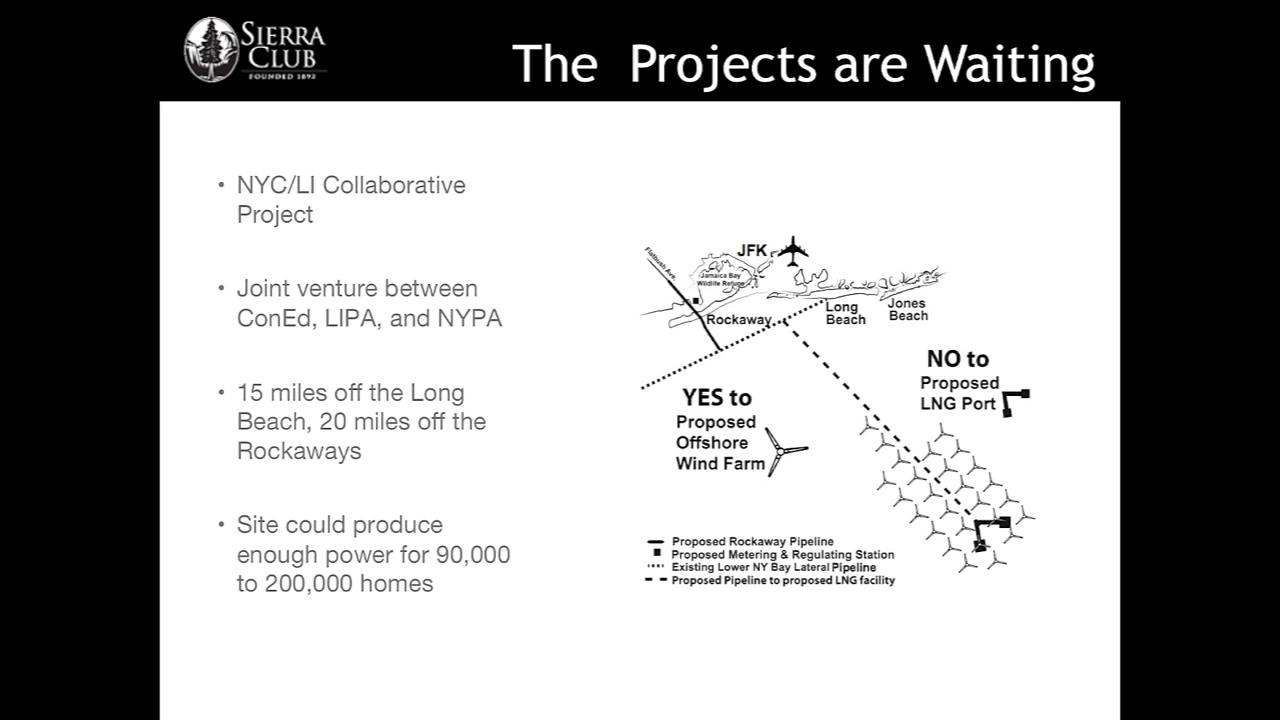 SIERRA
CLUB
FOUNDED 1892
The Projects are Waiting
• NYC/LI Collaborative
Project
• Joint venture between
ConEd, LIPA, and NYPA
• 15 miles off the Long
Beach, 20 miles off the
Rockaways
• Site could produce
enough power for 90,000
to 200,000 homes
JFK
Flatbush Ave.
Jamaica Bay
Wildlife Refuge
Rockaway
Long
Beach
Jones
Beach
NO to
Proposed
LNG Port
YES to
Proposed
Offshore
Wind Farm
Proposed Rockaway Pipeline
Proposed Metering & Regulating Station
Existing Lower NY Bay Lateral Pipeline
Proposed Pipeline to proposed LNG facility